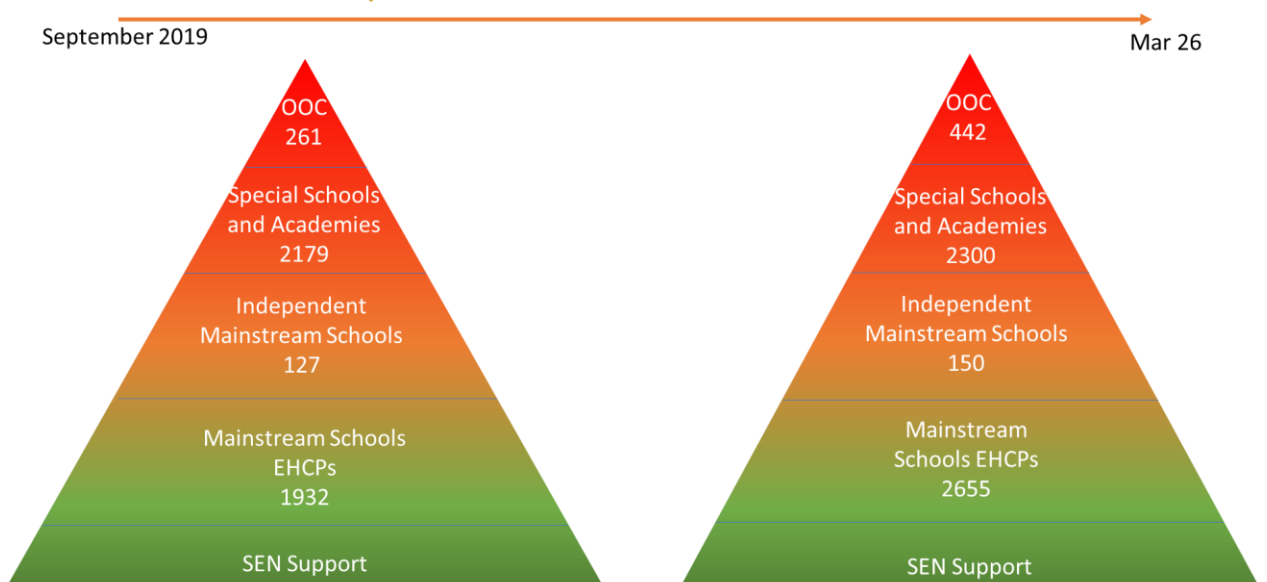 September 2019
Mar 26
OOC
261
Special Schools
and Academies
2179
Independent
Mainstream Schools
127
Mainstream Schools
EHCPs
1932
SEN Support
OOC
442
Special Schools
and Academies
2300
Independent
Mainstream Schools
150
Mainstream
Schools EHCPs
2655
SEN Support